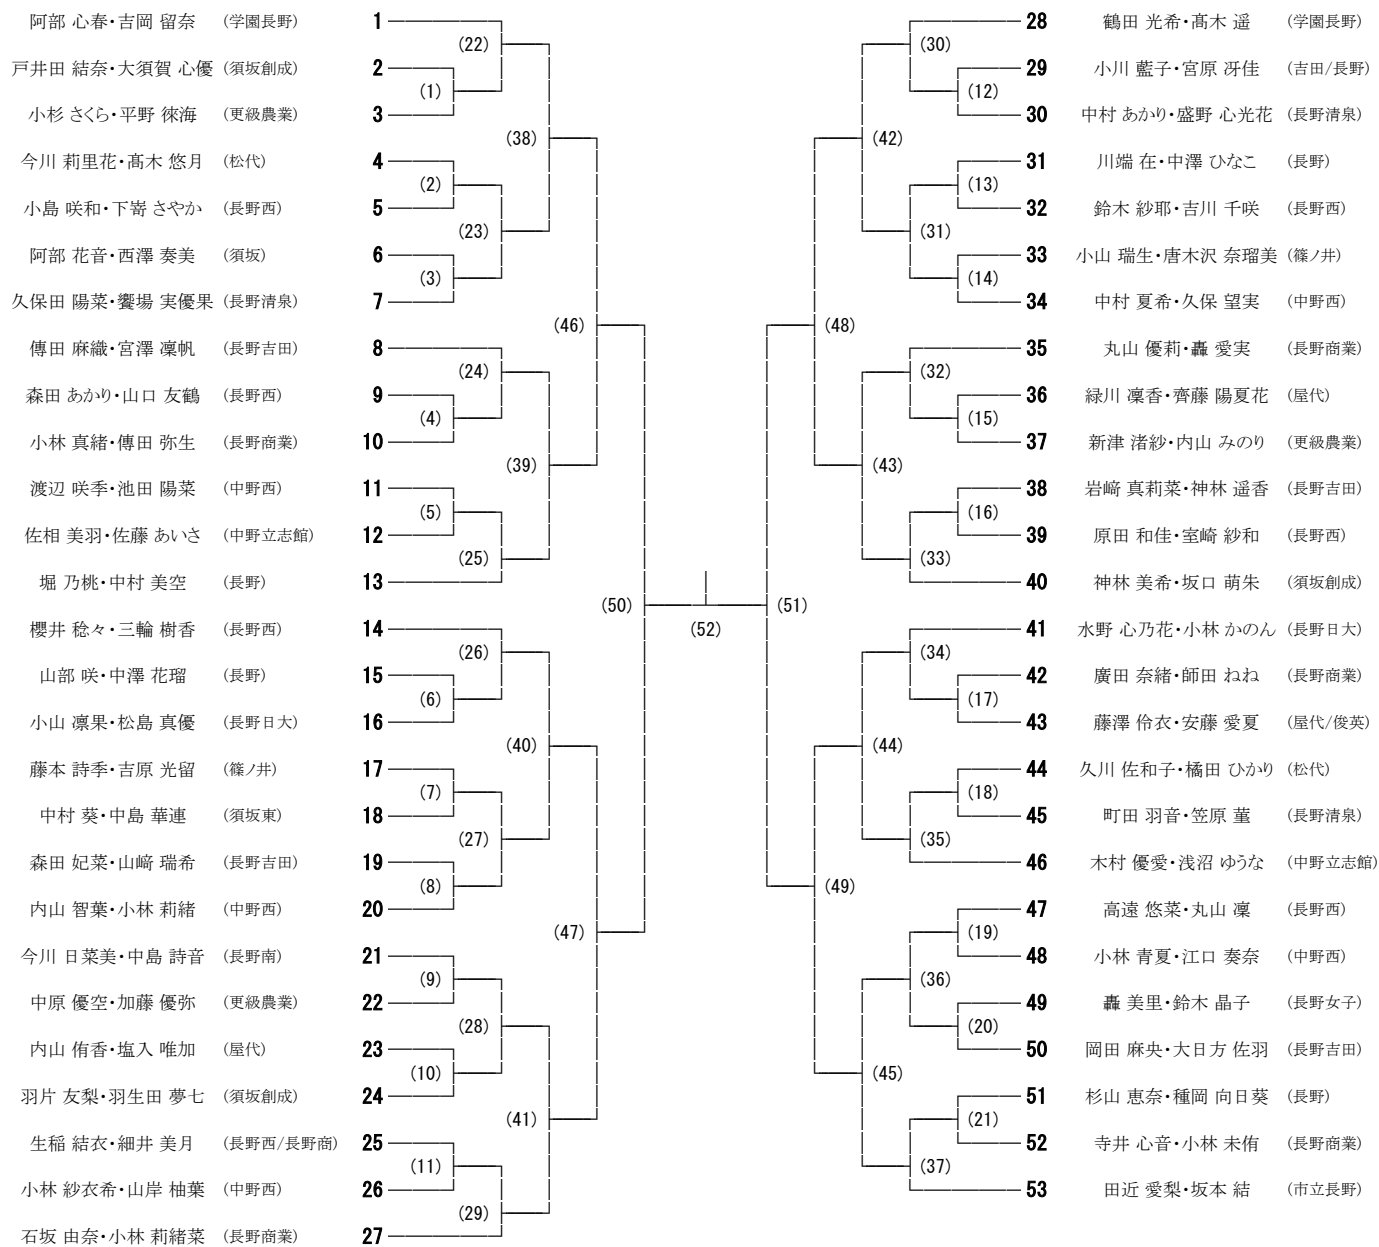 阿部 心春・吉岡 留奈 (学園長野) 1
戸井田 結奈・大須賀 心優 (須坂創成) 2
小杉 さくら・平野 徠海 (更級農業) 3
今川 莉里花・髙木 悠月 (松代) 4
小島 咲和・下嵜 さやか (長野西) 5
阿部 花音・西澤 奏美 (須坂) 6
久保田 陽菜・饗場 実優果 (長野清泉) 7
傳田 麻織・宮澤 凜帆 (長野吉田) 8
森田 あかり・山口 友鶴 (長野西) 9
小林 真緒・傳田 弥生 (長野商業) 10
渡辺 咲季・池田 陽菜 (中野西) 11
佐相 美羽・佐藤 あいさ (中野立志館) 12
堀 乃桃・中村 美空 (長野) 13
櫻井 稔々・三輪 樹香 (長野西) 14
山部 咲・中澤 花瑠 (長野) 15
小山 凛果・松島 真優 (長野日大) 16
藤本 詩季・吉原 光留 (篠ノ井) 17
中村 葵・中島 華連 (須坂東) 18
森田 妃菜・山﨑 瑞希 (長野吉田) 19
内山 智葉・小林 莉緒 (中野西) 20
今川 日菜美・中島 詩音 (長野南) 21
中原 優空・加藤 優弥 (更級農業) 22
内山 侑香・塩入 唯加 (屋代) 23
羽片 友梨・羽生田 夢七 (須坂創成) 24
生稲 結衣・細井 美月 (長野西/長野商) 25
小林 紗衣希・山岸 柚葉 (中野西) 26
石坂 由奈・小林 莉緒菜 (長野商業) 27
(22)
(1)
(38)
(2)
(23)
(3)
(46)
(24)
(4)
(39)
(5)
(25)
(50)
(26)
(6)
(40)
(7)
(27)
(8)
(47)
(9)
(28)
(10)
(41)
(11)
(29)
(52)
(30)
(12)
(42)
(13)
(31)
(14)
(48)
(32)
(15)
(43)
(16)
(33)
(51)
(34)
(17)
(44)
(18)
(35)
(49)
(19)
(36)
(20)
(45)
(21)
(37)
28 鶴田 光希・髙木 遥 (学園長野)
29 小川 藍子・宮原 冴佳 (吉田/長野)
30 中村 あかり・盛野 心光花 (長野清泉)
31 川端 在・中澤 ひなこ (長野)
32 鈴木 紗耶・吉川 千咲 (長野西)
33 小山 瑞生・唐木沢 奈瑠美 (篠ノ井)
34 中村 夏希・久保 望実 (中野西)
35 丸山 優莉・轟 愛実 (長野商業)
36 緑川 凜香・齊藤 陽夏花 (屋代)
37 新津 渚紗・内山 みのり (更級農業)
38 岩﨑 真莉菜・神林 遥香 (長野吉田)
39 原田 和佳・室崎 紗和 (長野西)
40 神林 美希・坂口 萌朱 (須坂創成)
41 水野 心乃花・小林 かのん (長野日大)
42 廣田 奈緒・師田 ねね (長野商業)
43 藤澤 伶衣・安藤 愛夏 (屋代/俊英)
44 久川 佐和子・橘田 ひかり (松代)
45 町田 羽音・笠原 菫 (長野清泉)
46 木村 優愛・浅沼 ゆうな (中野立志館)
47 高遠 悠菜・丸山 凜 (長野西)
48 小林 青夏・江口 奏奈 (中野西)
49 轟 美里・鈴木 晶子 (長野女子)
50 岡田 麻央・大日方 佐羽 (長野吉田)
51 杉山 恵奈・種岡 向日葵 (長野)
52 寺井 心音・小林 未侑 (長野商業)
53 田近 愛梨・坂本 結 (市立長野)